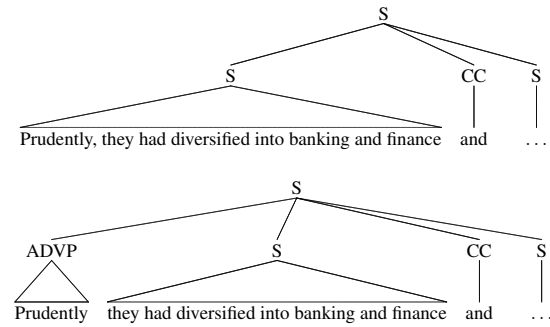 S
S CC S
Prudently, they had diversified into banking and finance and ...
S
ADVP S CC S
Prudently they had diversified into banking and finance and ...